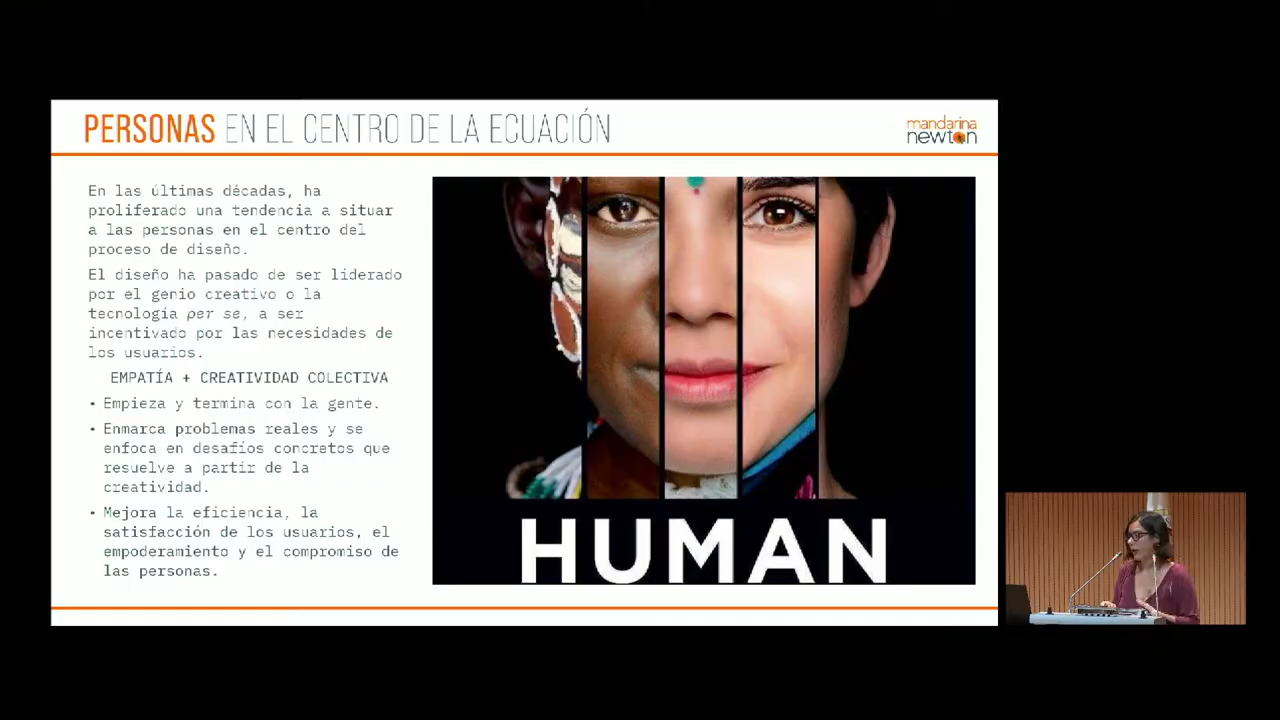 PERSONAS EN EL CENTRO DE LA ECUACIÓN
mandarina
newton
En las últimas décadas, ha
proliferado una tendencia a situar
a las personas en el centro del
proceso de diseño.
El diseño ha pasado de ser liderado
por el genio creativo o la
tecnología per se, a ser
incentivado por las necesidades de
los usuarios.
EMPATÍA + CREATIVIDAD COLECTIVA
• Empieza y termina con la gente.
• Enmarca problemas reales y se
enfoca en desafíos concretos que
resuelve a partir de la
creatividad.
• Mejora la eficiencia, la
satisfacción de los usuarios, el
empoderamiento y el compromiso de
las personas.
HUMAN